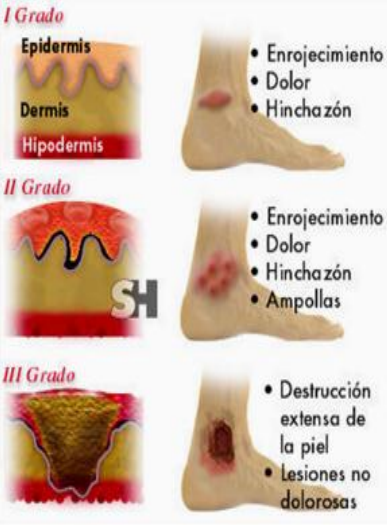 I Grado
Epidermis
Dermis
Hipodermis
• Enrojecimiento
• Dolor
• Hinchazón
II Grado
SH
• Enrojecimiento
• Dolor
• Hinchazón
• Ampollas
III Grado
• Destrucción
extensa de
la piel
• Lesiones no
dolorosas